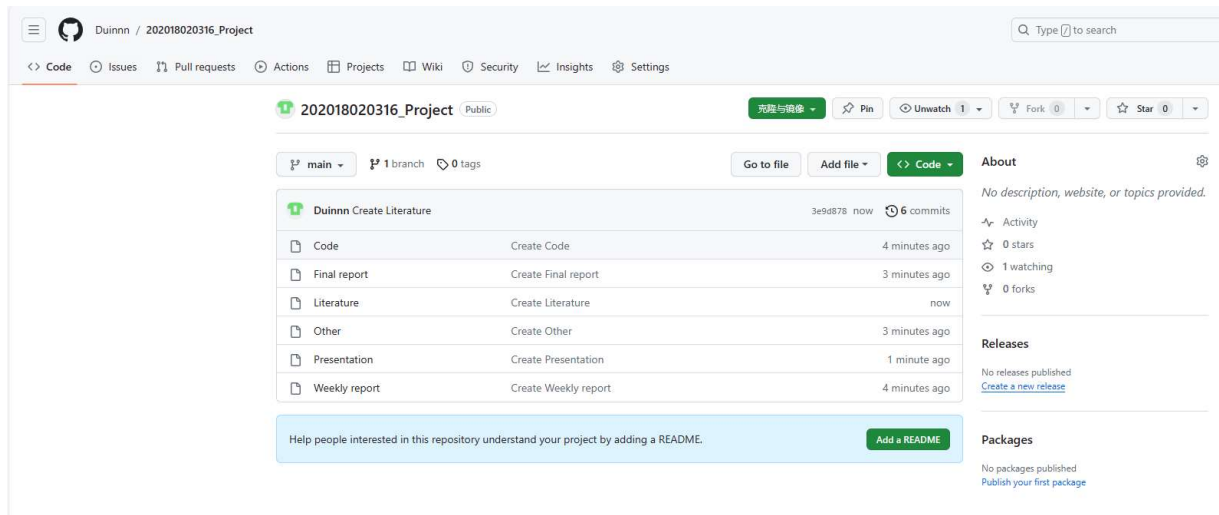 Duinnn / 202018020316_Project
Type / to search
<> Code Issues Pull requests Actions Projects Wiki Security Insights Settings
202018020316_Project Public
克隆与镜像 Pin Unwatch 1 Fork 0 Star 0
main 1 branch 0 tags
Go to file Add file <> Code
Duinnn Create Literature 3e9d878 now 6 commits
Code Create Code 4 minutes ago
Final report Create Final report 3 minutes ago
Literature Create Literature now
Other Create Other 3 minutes ago
Presentation Create Presentation 1 minute ago
Weekly report Create Weekly report 4 minutes ago
Help people interested in this repository understand your project by adding a README. Add a README
About
No description, website, or topics provided.
Activity
0 stars
1 watching
0 forks
Releases
No releases published
Create a new release
Packages
No packages published
Publish your first package